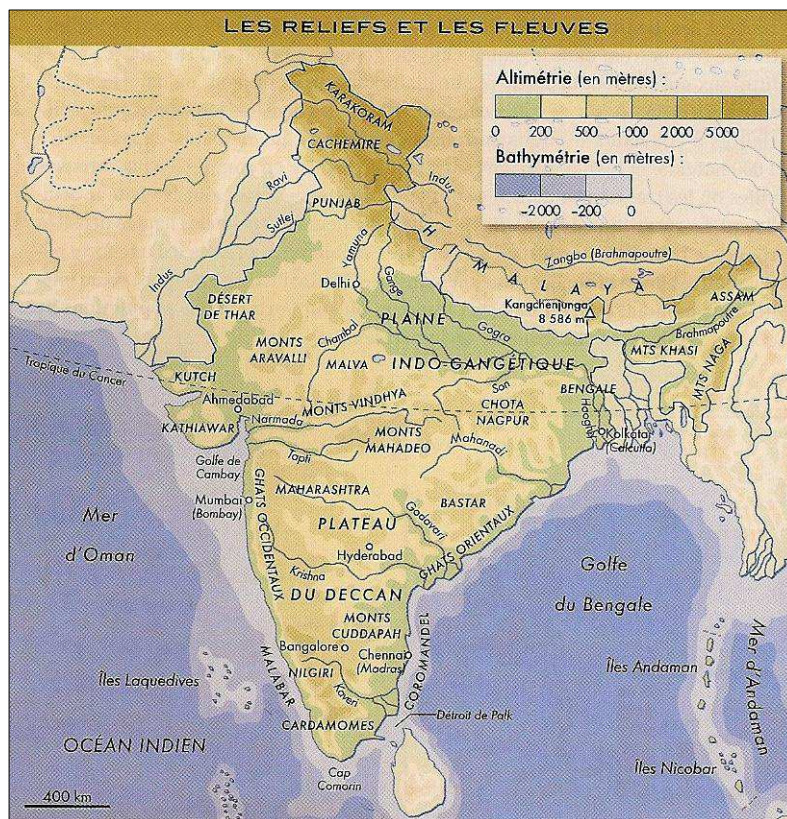 LES RELIEFS ET LES FLEUVES
Altimétrie (en mètres) :
0 200 500 1 000 2 000 5 000
Bathymétrie (en mètres) :
-2 000 -200 0
KARAKORAM
CACHEMIRE
Indus
Ravi
PUNJAB
Sutlej
HIMALAYA
Zangbo (Brahmapoutre)
Yamuna
Gange
Indus
Delhi
Kangchenjunga
8 586 m
ASSAM
DÉSERT
DE THAR
PLAINE
Gogra
Brahmapoutre
MTS KHASI
MTS NAGA
MONTS
ARAVALLI
Chambal
MALVA
INDO-GANGÉTIQUE
Tropique du Cancer
KUTCH
Son
BENGALE
Ahmedabad
MONTS VINDHYA
CHOTA
NAGPUR
Hooghly
KATHIAWAR
Narmada
MONTS
MAHADEO
Mahanadi
Kolkata
(Calcutta)
Golfe de
Cambay
Tapti
GHATS OCCIDENTAUX
MAHARASHTRA
BASTAR
Mumbai
(Bombay)
Mer
d'Oman
PLATEAU
Godavari
GHATS ORIENTAUX
Hyderabad
Golfe
du Bengale
Krishna
DU DECCAN
MONTS
CUDDAPAH
Bangalore
Chennai
(Madras)
COROMANDEL
MALABAR
NILGIRI
Îles Laquedives
Kaveri
Îles Andaman
Mer d'Andaman
CARDAMOMES
Détroit de Palk
OCÉAN INDIEN
Îles Nicobar
Cap
Comorin
400 km